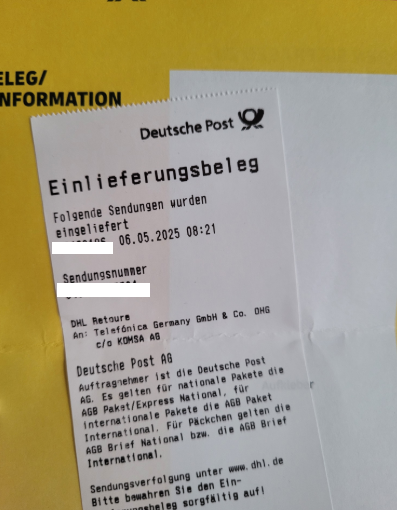 ELEG/
NFORMATION
Deutsche Post
Einlieferungsbeleg
Folgende Sendungen wurden
eingeliefert
06.05.2025 08:21
Sendungsnummer
DHL Retoure
An: Telefónica Germany GmbH & Co. OHG
c/o KOMSA AG
Deutsche Post AG
Auftragnehmer ist die Deutsche Post
AG. Es gelten für nationale Pakete die
AGB Paket/Express National, für
internationale Pakete die AGB Paket
International. Für Päckchen gelten die
AGB Brief National bzw. die AGB Brief
International.
Sendungsverfolgung unter www.dhl.de
Bitte bewahren Sie den Ein-
lieferungsbeleg sorgfältig auf!